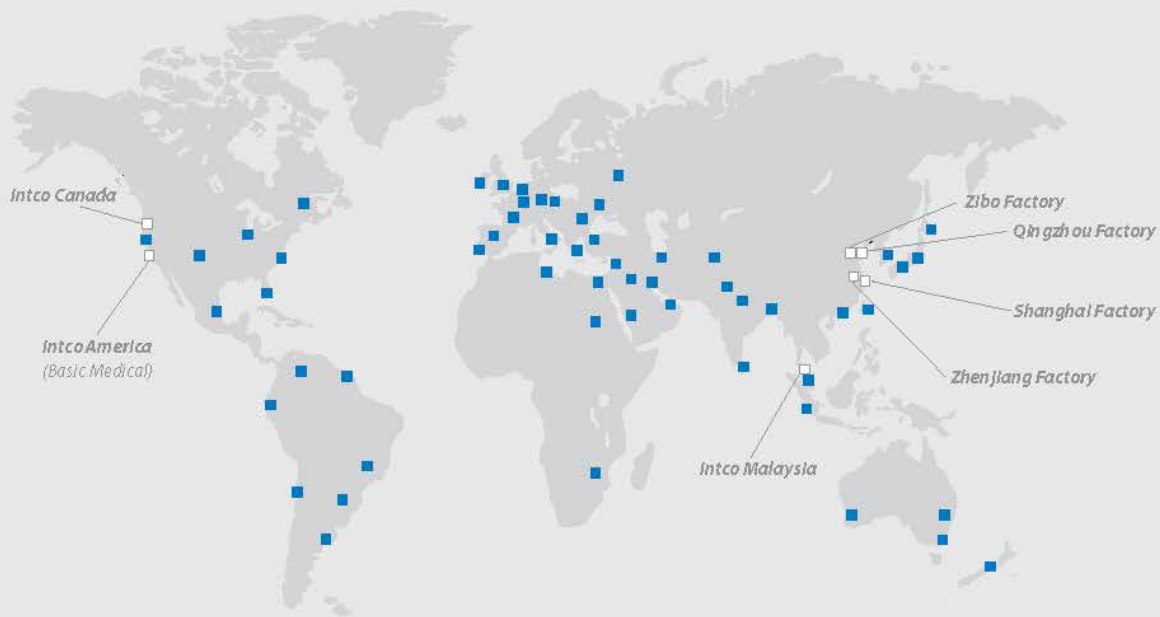 Intco Canada
Zibo Factory
Qingzhou Factory
Shanghai Factory
Intco America
(Basic Medical)
Zhenjiang Factory
Intco Malaysia